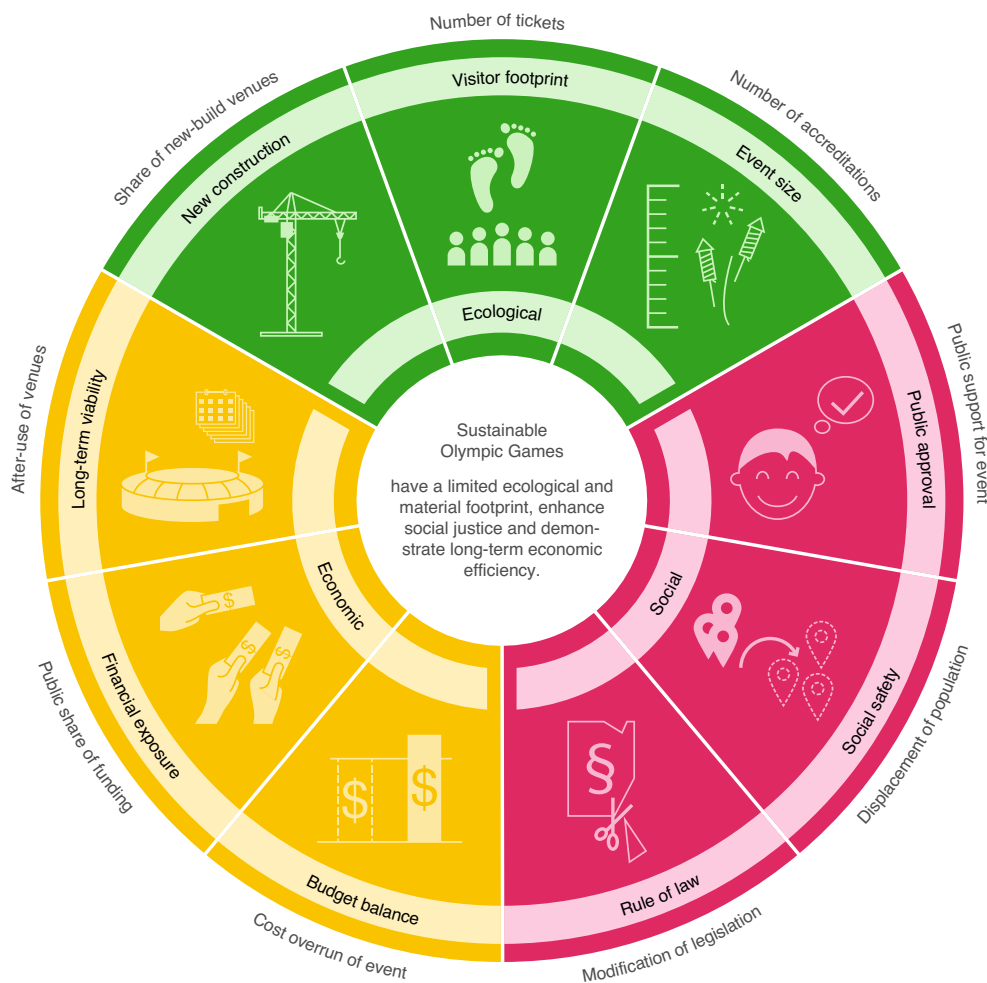 Number of tickets
Visitor footprint
Number of accreditations
Event size
Public support for event
Public approval
Displacement of population
Social safety
Modification of legislation
Rule of law
§
Cost overrun of event
Budget balance
$
$
Public share of funding
Financial exposure
$
$
$
After-use of venues
Long-term viability
Share of new-build venues
New construction
Ecological
Social
Economic
Sustainable
Olympic Games
have a limited ecological and
material footprint, enhance
social justice and demon-
strate long-term economic
efficiency.